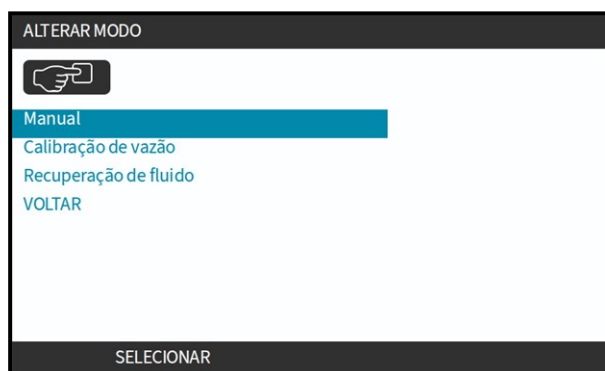 ALTERAR MODO
Manual
Calibração de vazão
Recuperação de fluido
VOLTAR
SELECIONAR